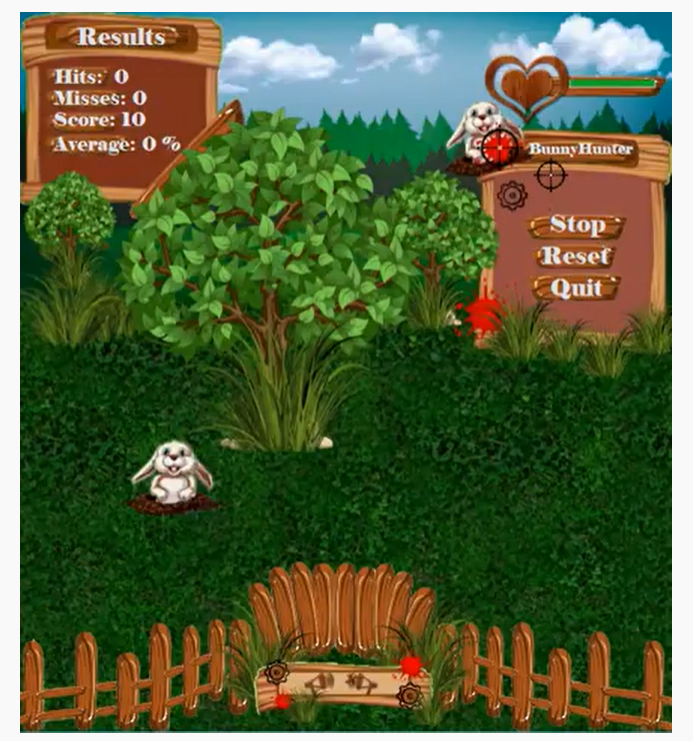 Results
Hits: 0
Misses: 0
Score: 10
Average: 0 %
BunnyHunter
Stop
Reset
Quit